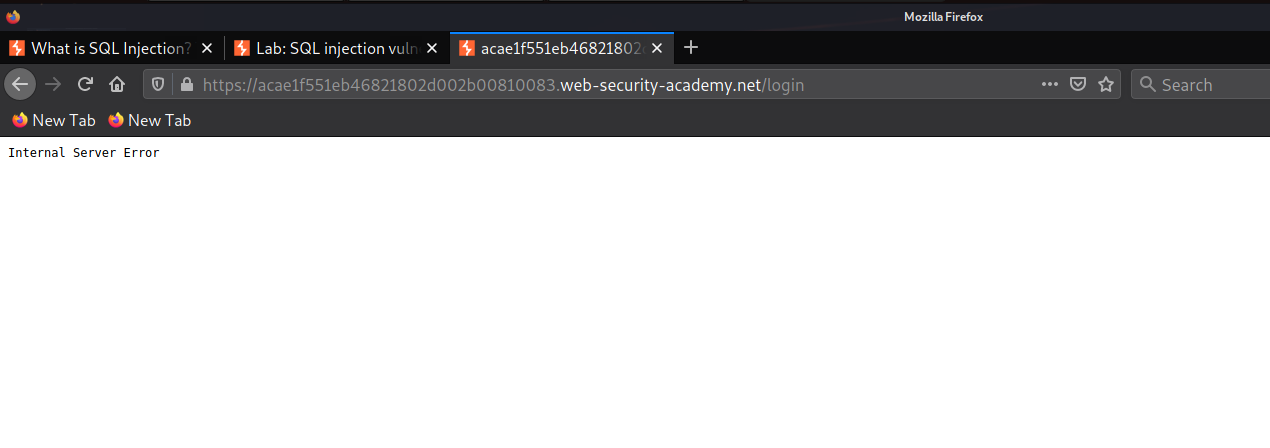 Mozilla Firefox
What is SQL Injection? Lab: SQL injection vuln acae1f551eb46821802
https://acae1f551eb46821802d002b00810083.web-security-academy.net/login Search
New Tab New Tab
Internal Server Error